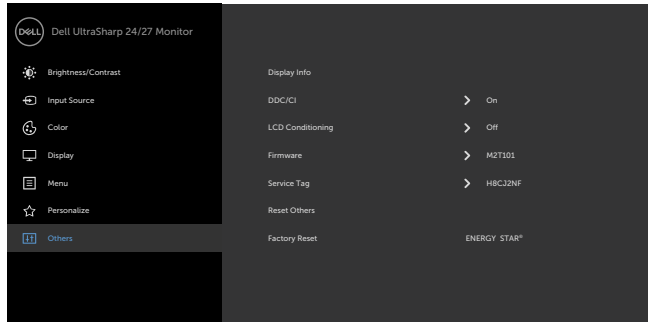 DELL Dell UltraSharp 24/27 Monitor
Brightness/Contrast Display Info
Input Source DDC/CI On
Color LCD Conditioning Off
Display Firmware M2T101
Menu Service Tag H8CJ2NF
Personalize Reset Others
Others Factory Reset ENERGY STAR®